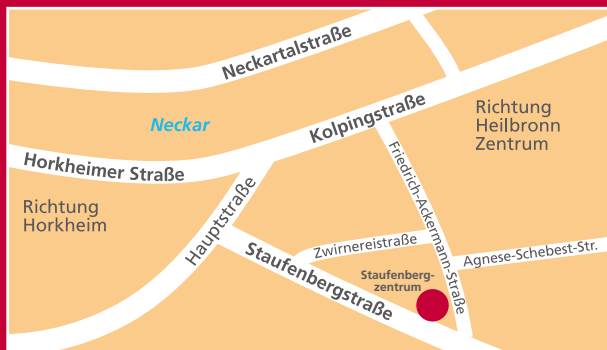 Neckartalstraße
Neckar
Kolpingstraße
Richtung
Heilbronn
Zentrum
Horkheimer Straße
Richtung
Horkheim
Hauptstraße
Friedrich-Ackermann-Straße
Zwirnereistraße
Agnese-Schebest-Str.
Staufenbergstraße
Staufenberg-
zentrum